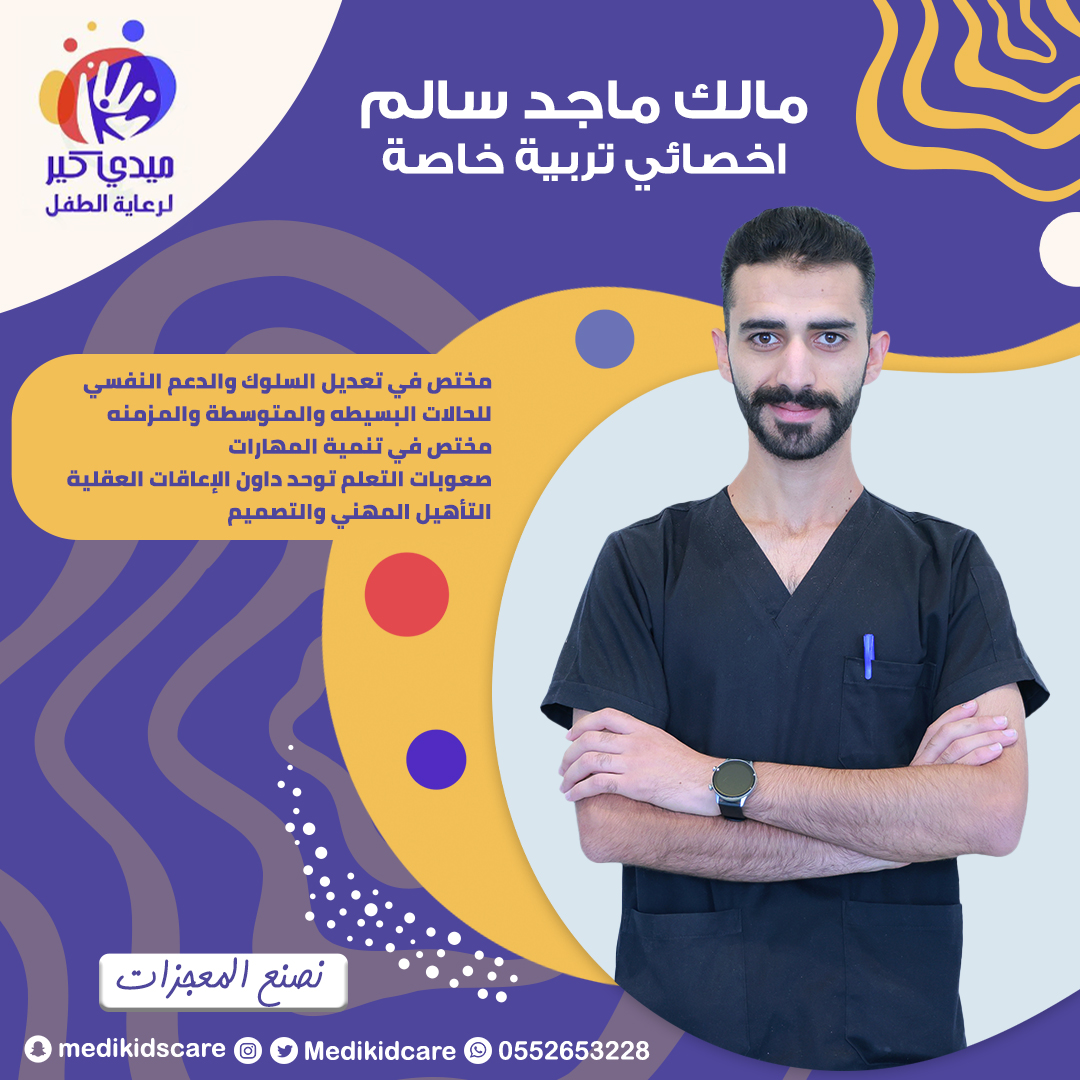 ميدي كير
لرعاية الطفل
مالك ماجد سالم
اخصائي تربية خاصة
مختص في تعديل السلوك والدعم النفسي
للحالات البسيطه والمتوسطة والمزمنه
مختص في تنمية المهارات
صعوبات التعلم توحد داون الإعاقات العقلية
التأهيل المهني والتصميم
نصنع المعجزات
medikidscare Medikidcare 0552653228